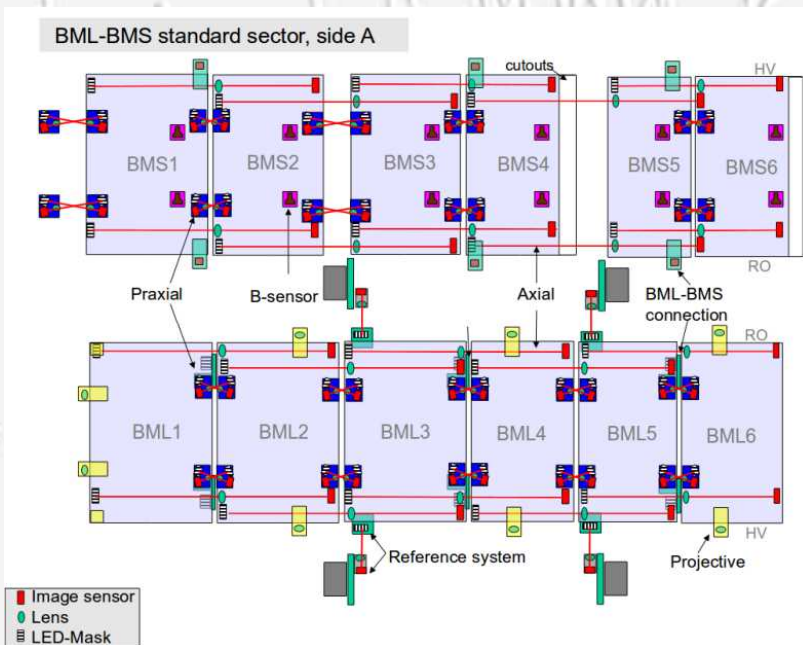 BML-BMS standard sector, side A
cutouts
HV
BMS1
BMS2
BMS3
BMS4
BMS5
BMS6
RO
Praxial
B-sensor
Axial
BML-BMS
connection
RO
BML1
BML2
BML3
BML4
BML5
BML6
HV
Reference system
Projective
Image sensor
Lens
LED-Mask